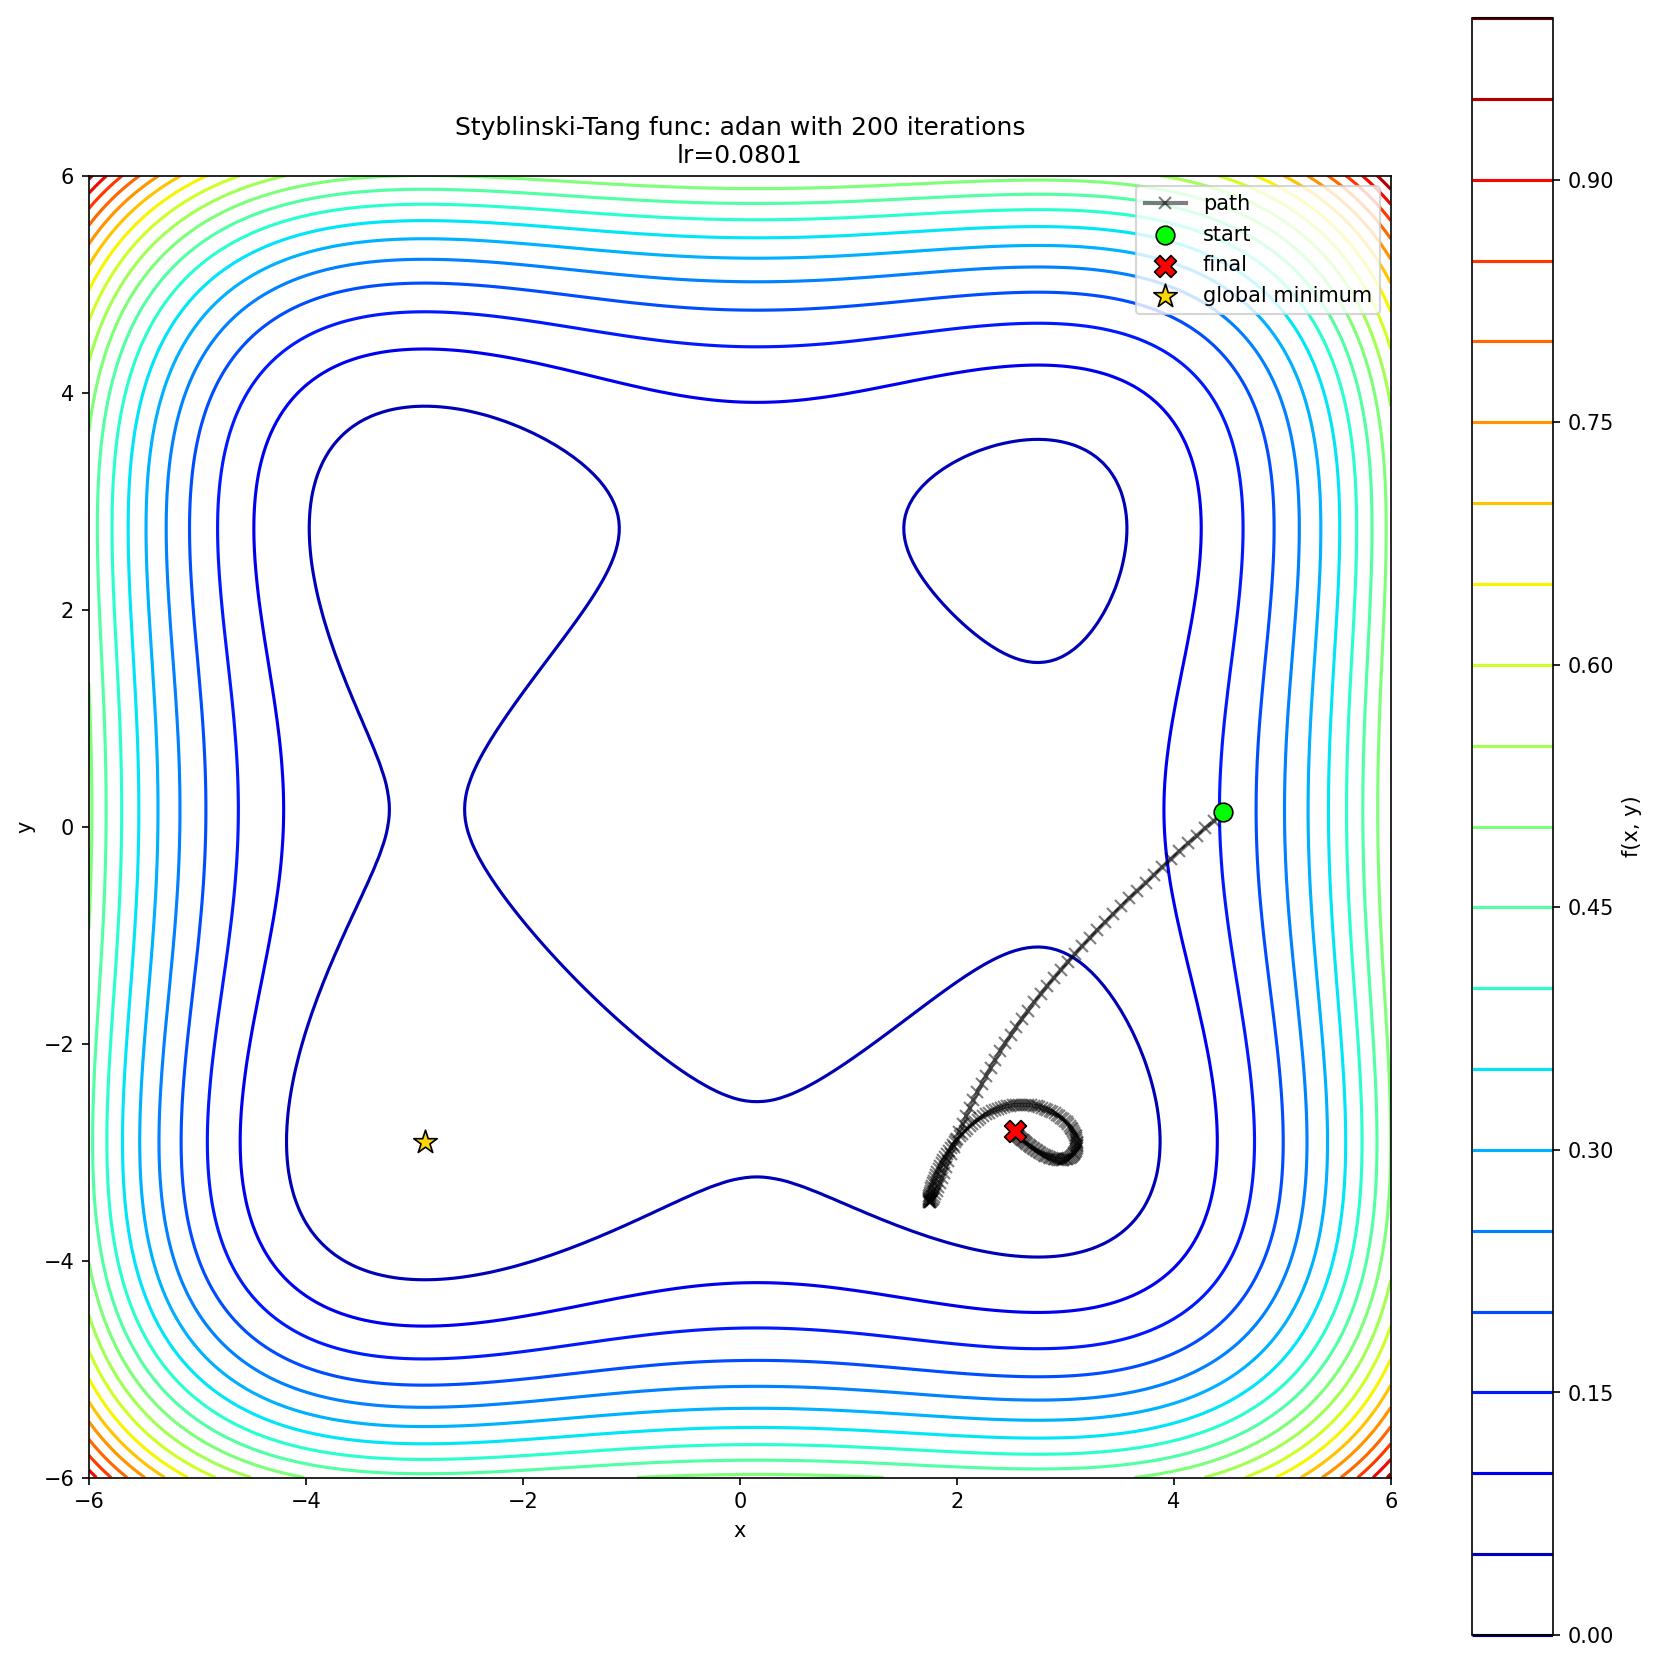 Styblinski-Tang func: adan with 200 iterations
lr=0.0801
path
start
final
global minimum
6
4
2
0
−2
−4
−6
y
−6
−4
−2
0
2
4
6
x
0.90
0.75
0.60
0.45
0.30
0.15
0.00
f(x, y)